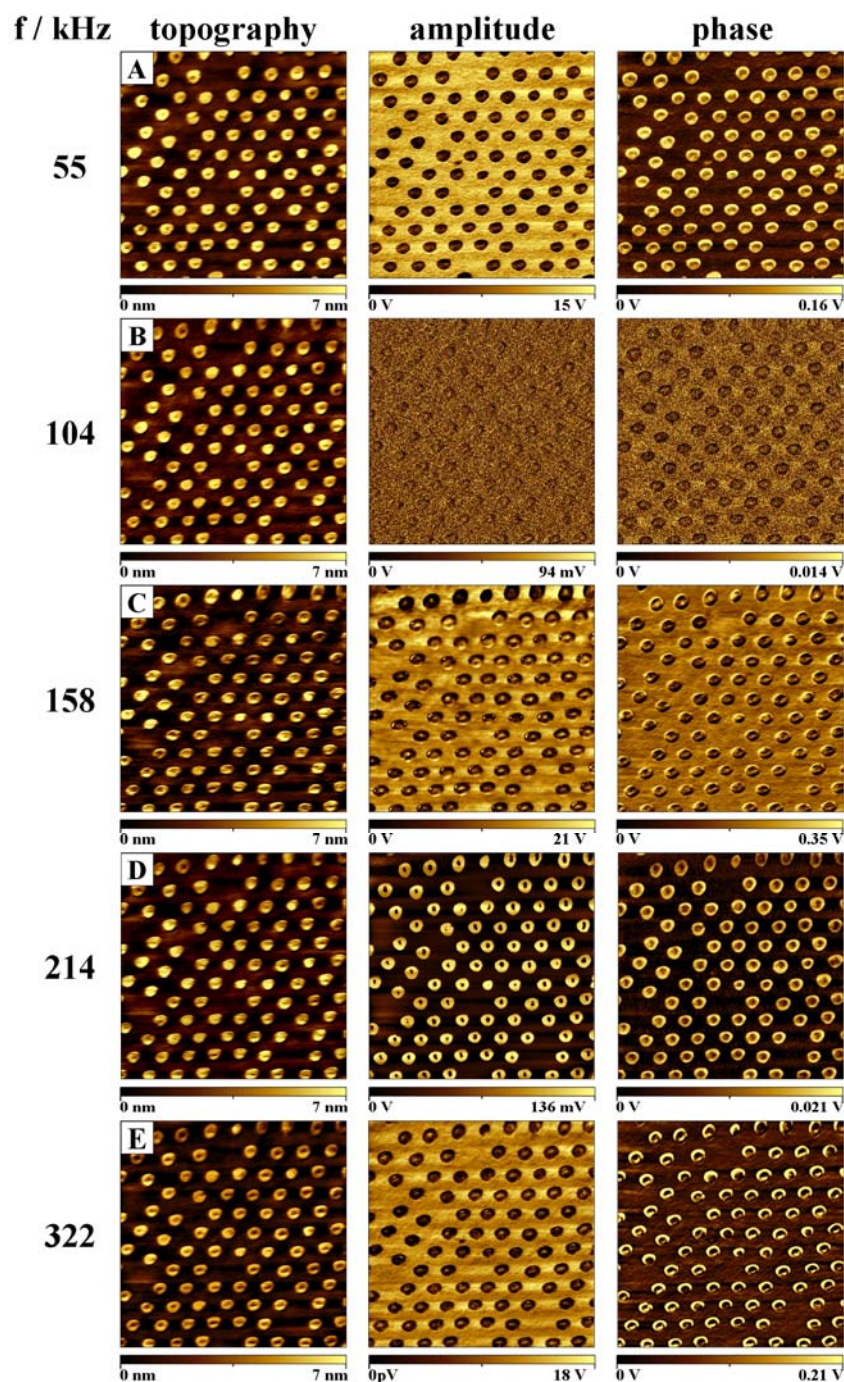 f / kHz topography amplitude phase
A
55
0 nm 7 nm 0 V 15 V 0 V 0.16 V
B
104
0 nm 7 nm 0 V 94 mV 0 V 0.014 V
C
158
0 nm 7 nm 0 V 21 V 0 V 0.35 V
D
214
0 nm 7 nm 0 V 136 mV 0 V 0.021 V
E
322
0 nm 7 nm 0pV 18 V 0 V 0.21 V